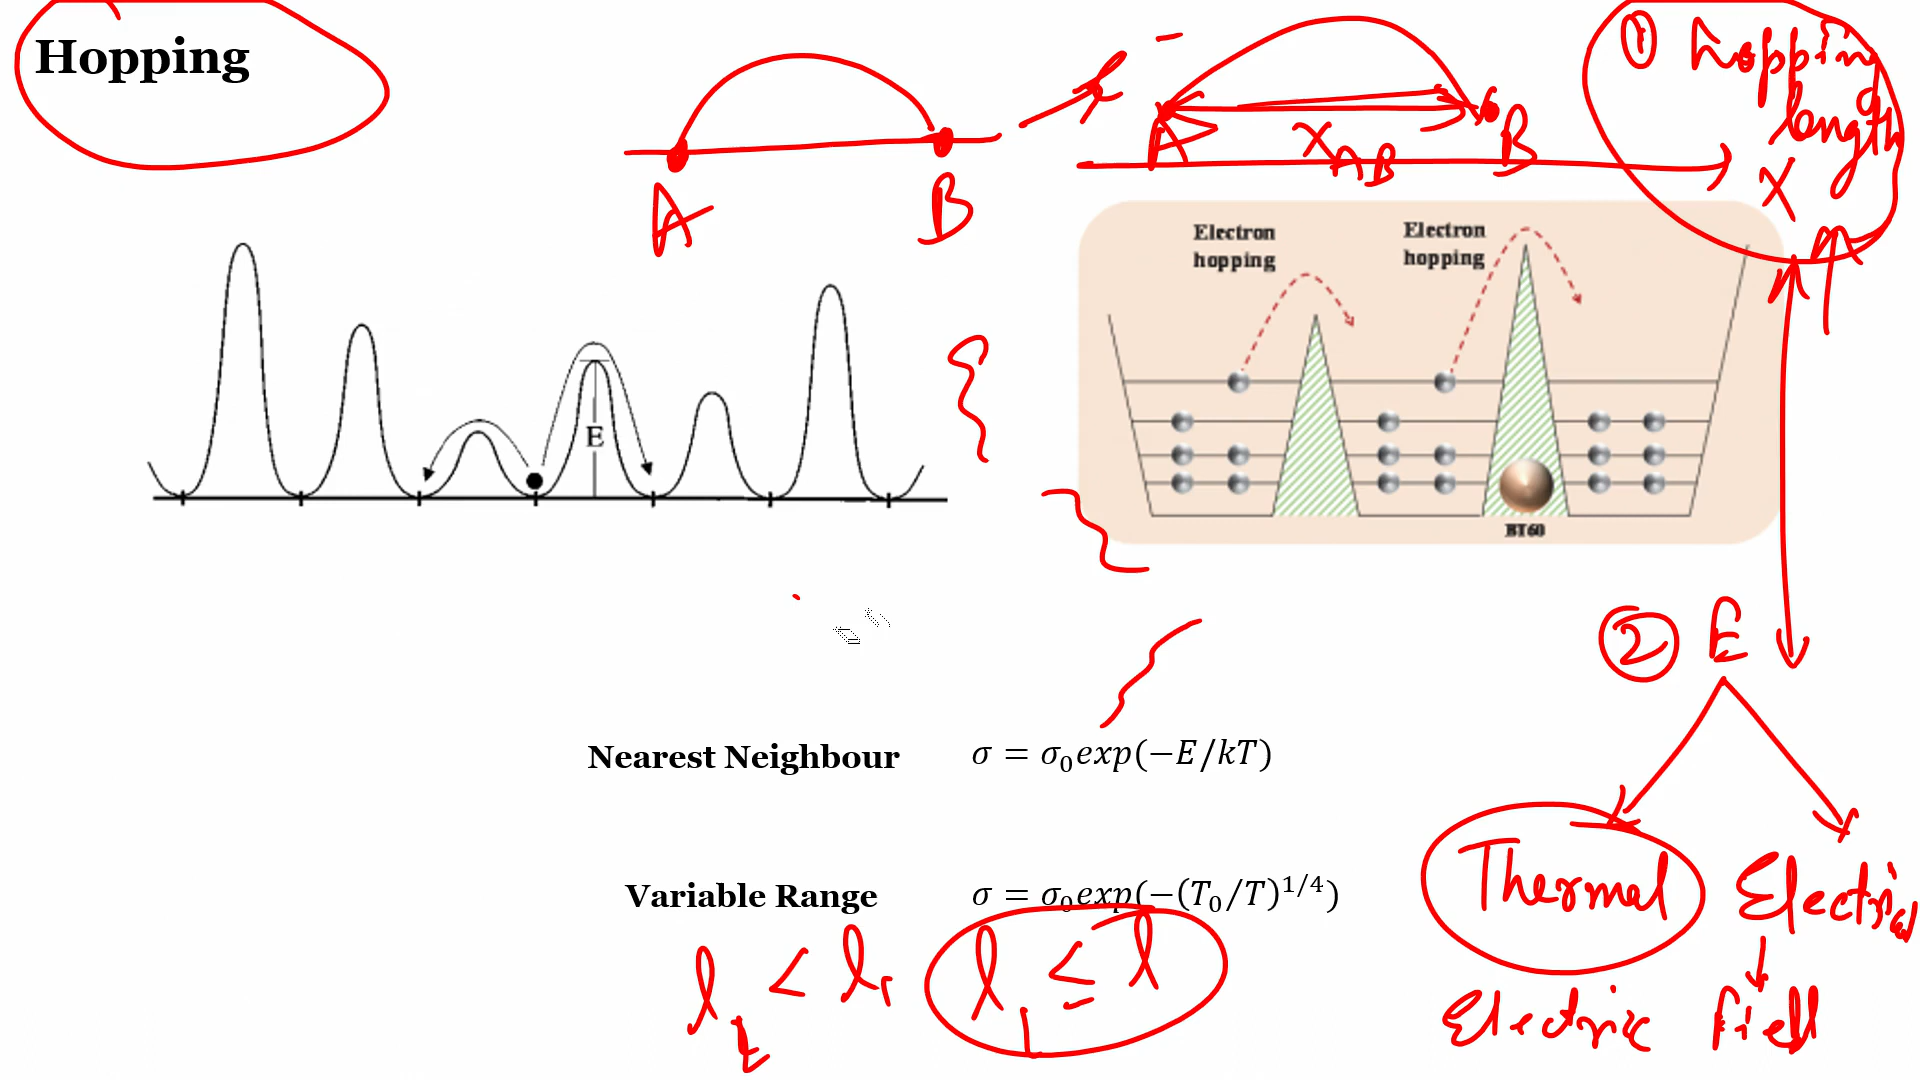 Hopping
A
B
e⁻
A
B
X_AB
① hopping
length
X
Electron
hopping
Electron
hopping
E
BT60
② E
Nearest Neighbour σ = σ₀exp(−E/kT)
Variable Range σ = σ₀exp(−(T₀/T)^1/4)
Thermal
Electrical
Electric Field